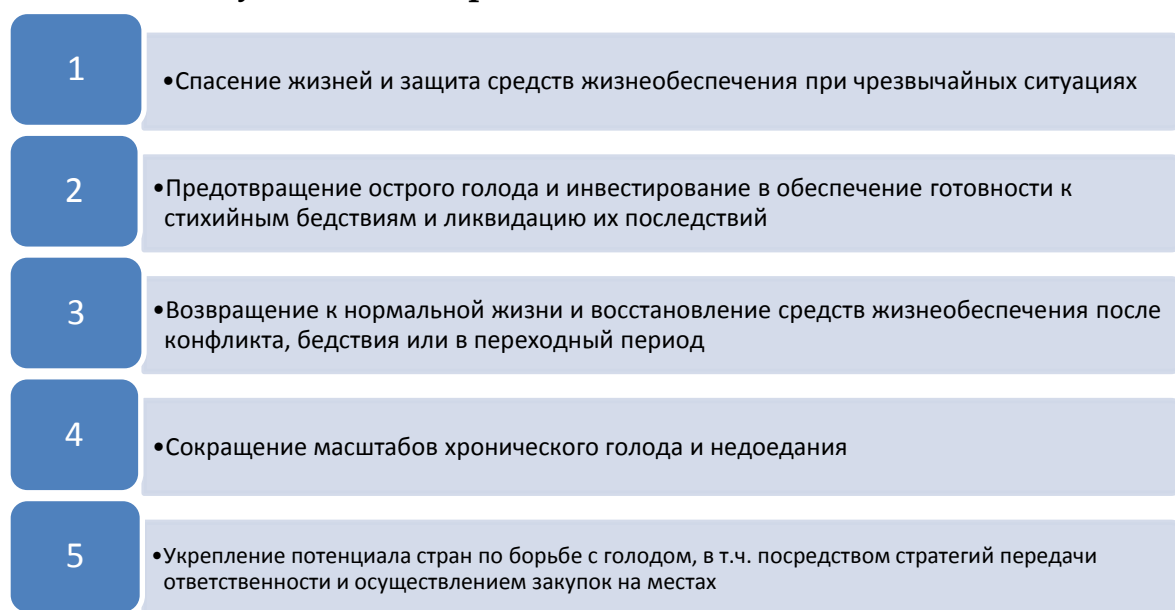 1
•Спасение жизней и защита средств жизнеобеспечения при чрезвычайных ситуациях
2
•Предотвращение острого голода и инвестирование в обеспечение готовности к
стихийным бедствиям и ликвидацию их последствий
3
•Возвращение к нормальной жизни и восстановление средств жизнеобеспечения после
конфликта, бедствия или в переходный период
4
•Сокращение масштабов хронического голода и недоедания
5
•Укрепление потенциала стран по борьбе с голодом, в т.ч. посредством стратегий передачи
ответственности и осуществлением закупок на местах